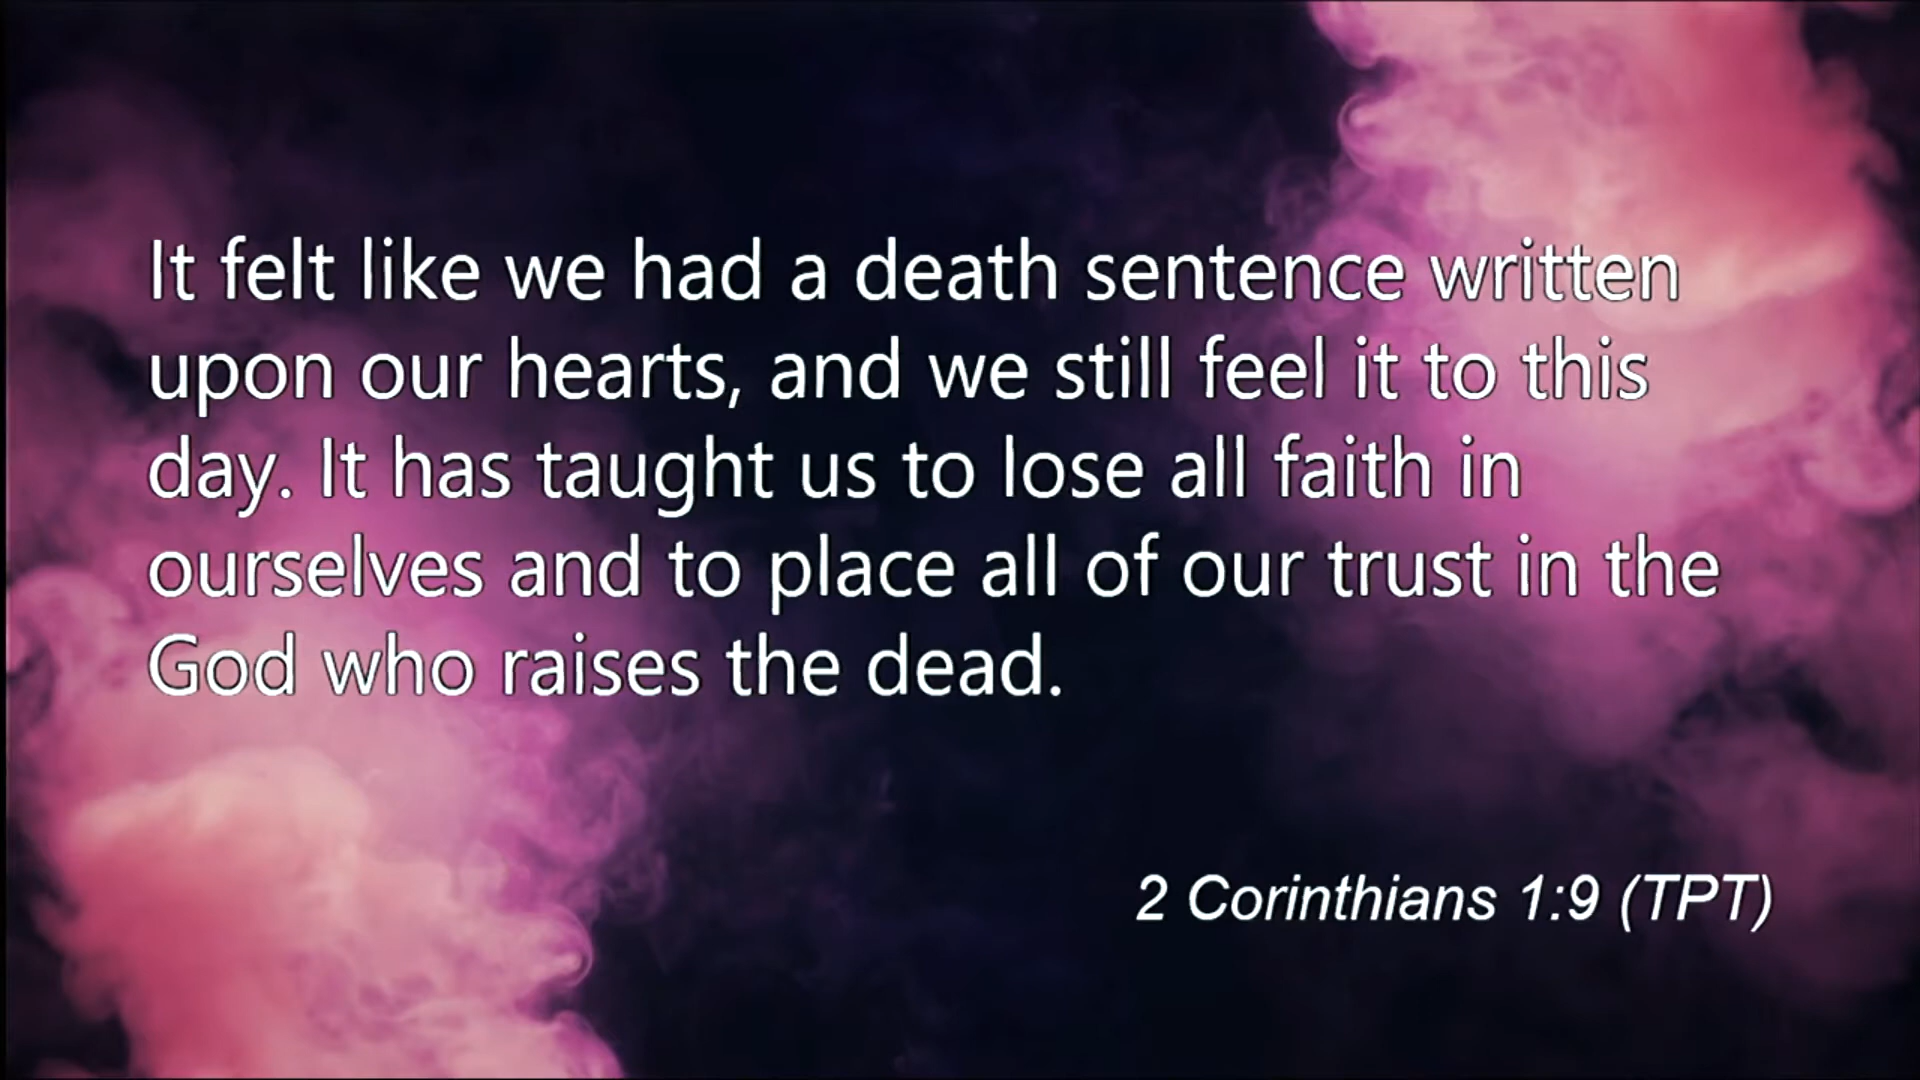 It felt like we had a death sentence written
upon our hearts, and we still feel it to this
day. It has taught us to lose all faith in
ourselves and to place all of our trust in the
God who raises the dead.
2 Corinthians 1:9 (TPT)